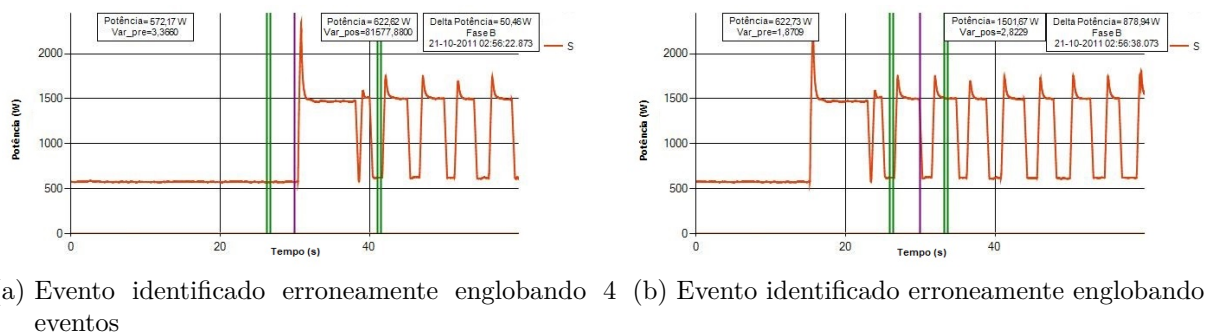 Potência=572,17 W
Var_pre=3,3660
Potência=622,62 W
Var_pos=81577,8800
Delta Potência=50,46 W
Fase B
21-10-2011 02:56:22.873
S
2000
1500
1000
500
0
Potência (W)
0
20
40
Tempo (s)
Potência=622,73 W
Var_pre=1,8709
Potência=1501,67 W
Var_pos=2,8229
Delta Potência=878,94 W
Fase B
21-10-2011 02:56:38.073
S
2000
1500
1000
500
0
Potência (W)
0
20
40
Tempo (s)
a) Evento identificado erroneamente englobando 4
eventos
(b) Evento identificado erroneamente englobando